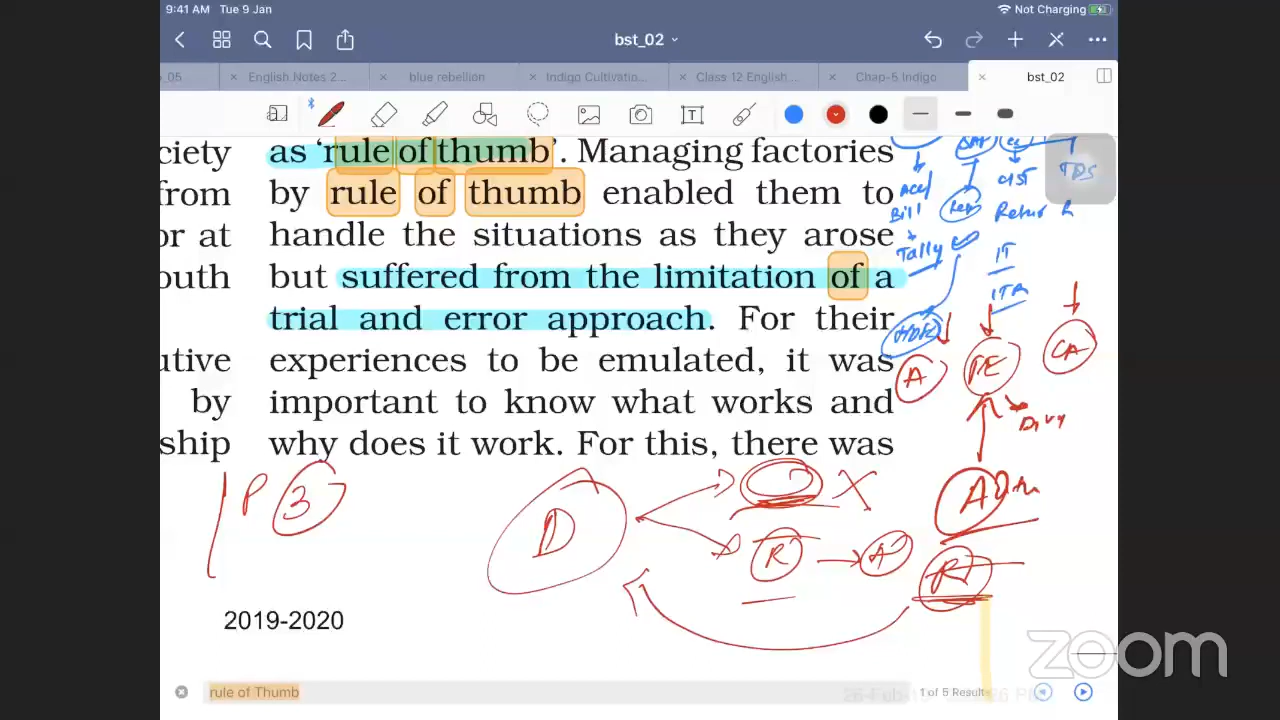 9:41 AM Tue 9 Jan
Not Charging
bst_02
_05
English Notes 2...
blue rebellion
Indigo Cultivatio...
Class 12 English...
Chap-5 Indigo
bst_02
ciety
from
or at
outh
utive
by
ship
as ‘rule of thumb’. Managing factories
by rule of thumb enabled them to
handle the situations as they arose
but suffered from the limitation of a
trial and error approach. For their
experiences to be emulated, it was
important to know what works and
why does it work. For this, there was
TDS
Bill
Tally
IT
A
PE
CA
P 3
D
R
A
R
2019-2020
zoom
rule of Thumb
1 of 5 Results